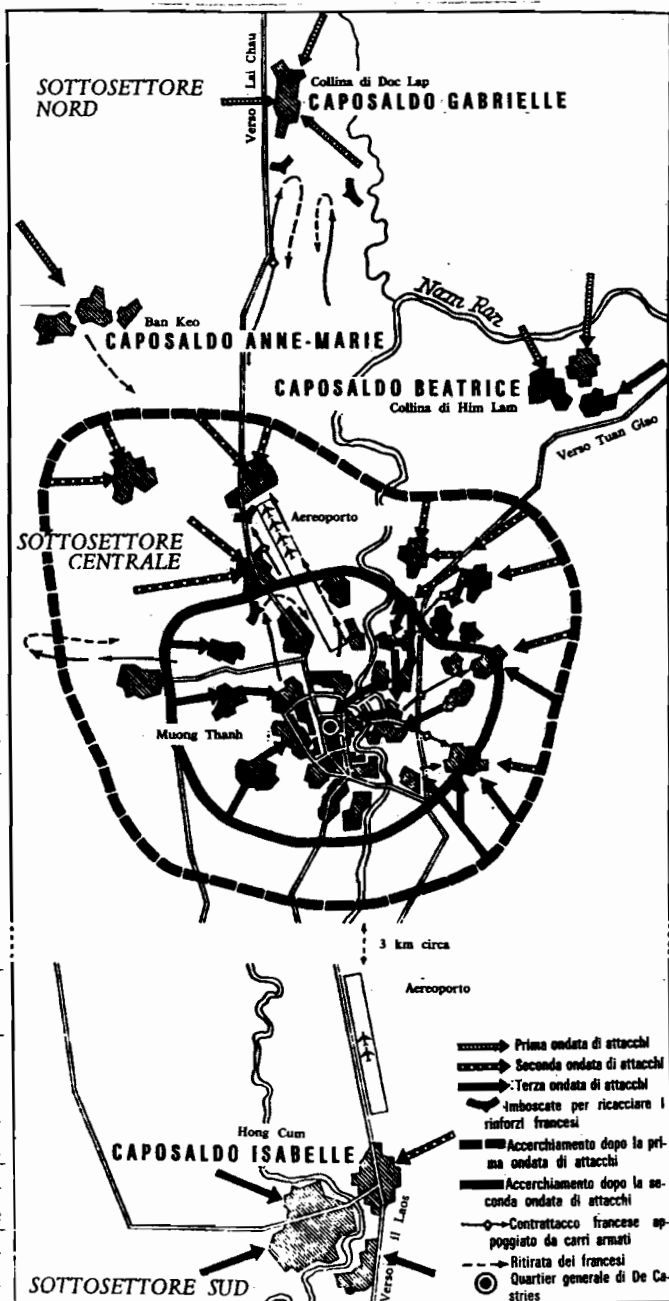 SOTTOSETTORE
NORD
Verso Lai Chau
Collina di Doc Lap
CAPOSALDO GABRIELLE
Ban Keo
CAPOSALDO ANNE-MARIE
Nam Ron
CAPOSALDO BEATRICE
Collina di Him Lam
Verso Tuan Giao
Aereoporto
SOTTOSETTORE
CENTRALE
Muong Thanh
3 km circa
Aereoporto
Hong Cum
CAPOSALDO ISABELLE
Verso il Laos
SOTTOSETTORE SUD
Prima ondata di attacchi
Seconda ondata di attacchi
Terza ondata di attacchi
Imboscate per ricacciare i
rinforzi francesi
Accerchiamento dopo la pri-
ma ondata di attacchi
Accerchiamento dopo la se-
conda ondata di attacchi
Contrattacco francese ap-
poggiato da carri armati
Ritirata dei francesi
Quartier generale di De Ca-
stries